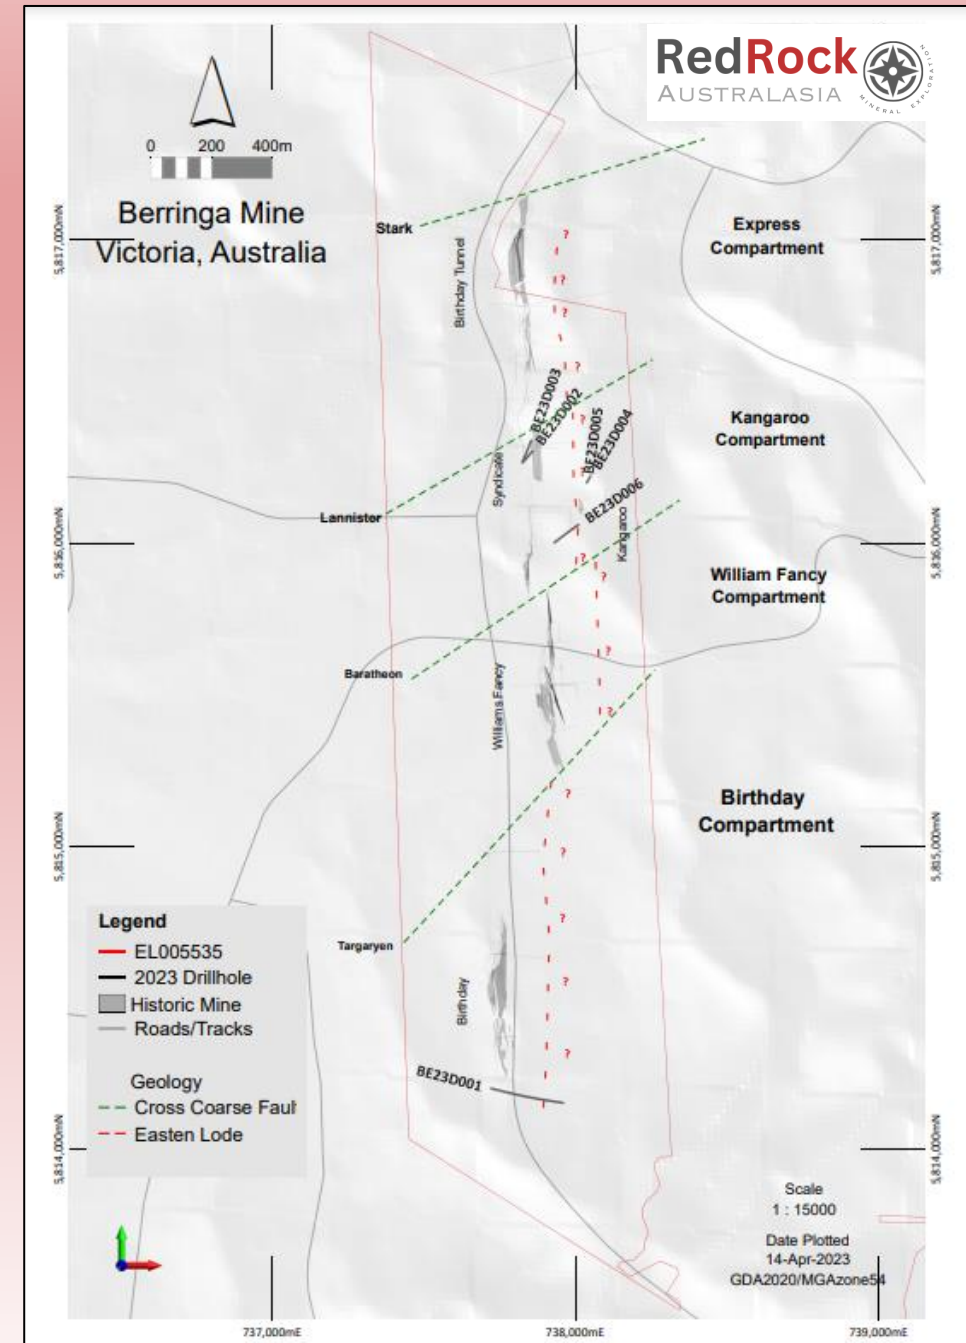 RedRock
AUSTRALASIA
MINERAL EXPLORATION
0 200 400m
Berringa Mine
Victoria, Australia
Stark
Express
Compartment
5,817,000mN
5,817,000mN
Birthday Tunnel
?
?
?
?
BE23D003
BE23D002
?
BE23D005
BE23D004
Kangaroo
Compartment
Syndicate
?
Lannistor
BE23D006
Kangaroo
5,816,000mN
5,816,000mN
?
?
William Fancy
Compartment
Baratheon
?
Williams Fancy
?
Birthday
Compartment
?
5,815,000mN
5,815,000mN
?
?
Targaryen
?
Birthday
?
BE23D001
Legend
EL005535
2023 Drillhole
Historic Mine
Roads/Tracks
Geology
Cross Coarse Faul
Easten Lode
5,814,000mN
5,814,000mN
Scale
1 : 15000
Date Plotted
14-Apr-2023
GDA2020/MGAzone54
737,000mE
738,000mE
739,000mE